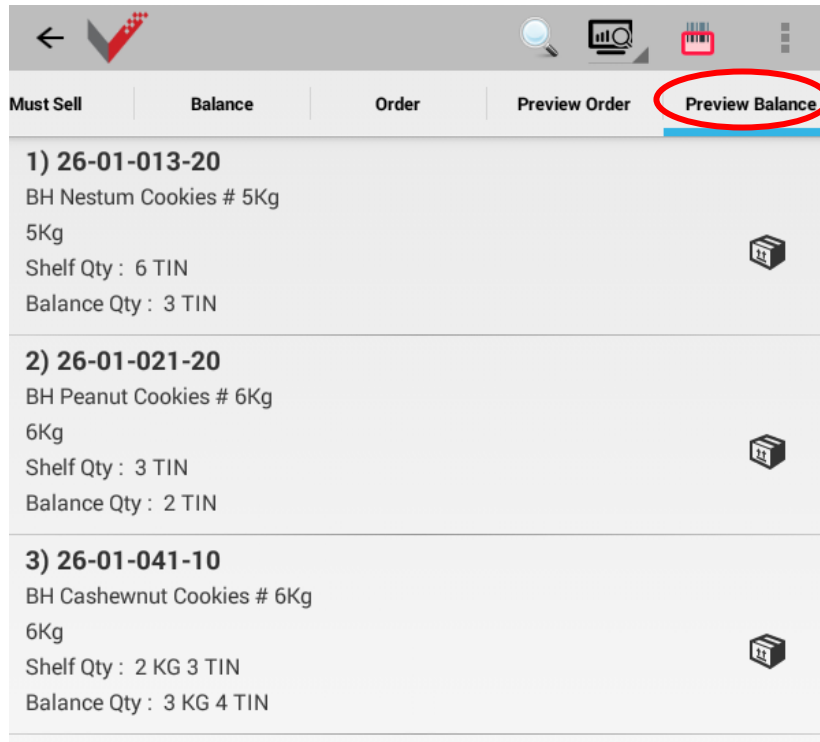 Must Sell Balance Order Preview Order Preview Balance
1) 26-01-013-20
BH Nestum Cookies # 5Kg
5Kg
Shelf Qty : 6 TIN
Balance Qty : 3 TIN
2) 26-01-021-20
BH Peanut Cookies # 6Kg
6Kg
Shelf Qty : 3 TIN
Balance Qty : 2 TIN
3) 26-01-041-10
BH Cashewnut Cookies # 6Kg
6Kg
Shelf Qty : 2 KG 3 TIN
Balance Qty : 3 KG 4 TIN